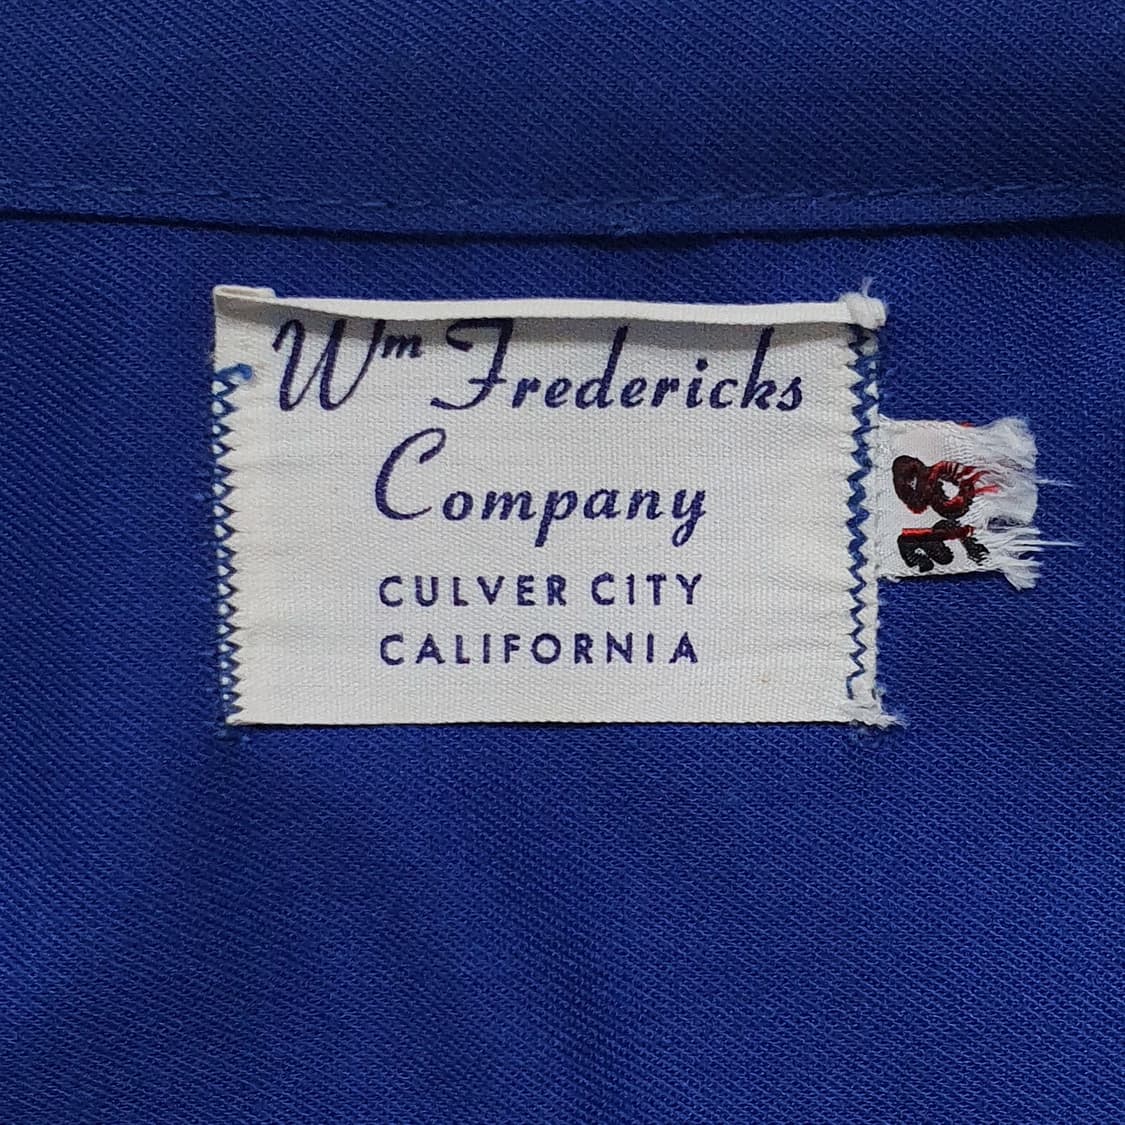 Wm Fredericks
Company
CULVER CITY
CALIFORNIA